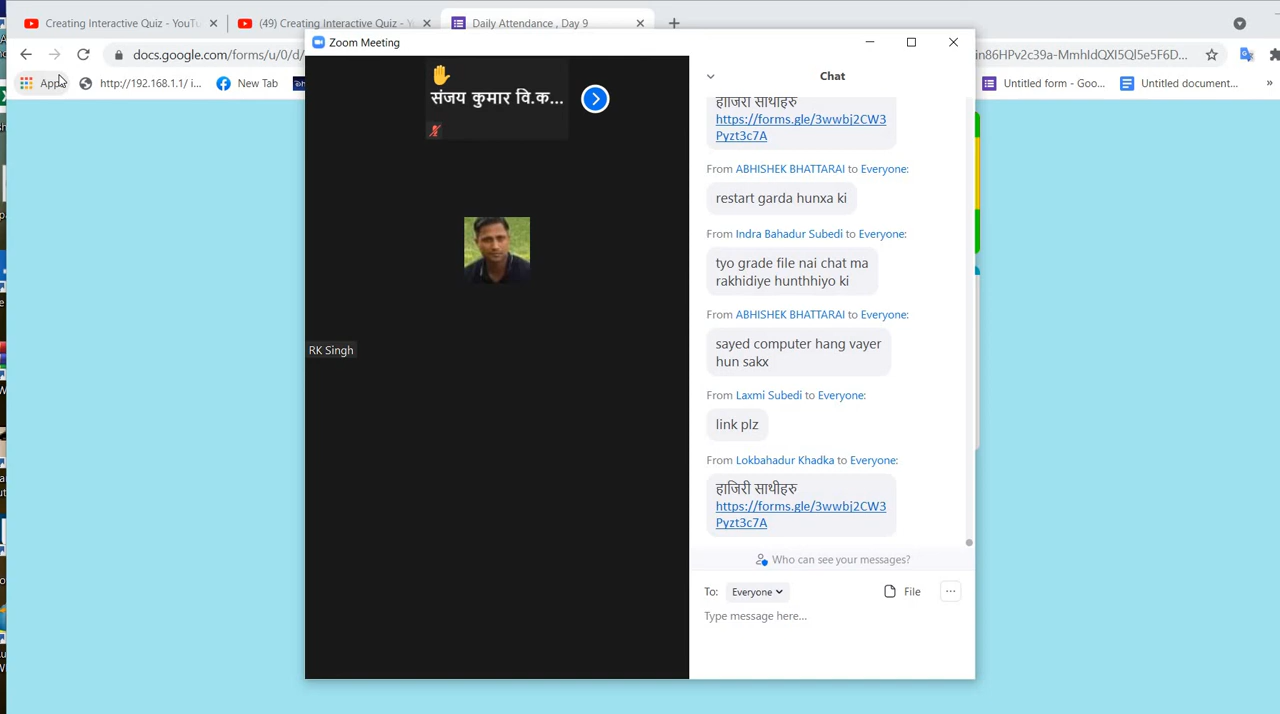 Creating Interactive Quiz - YouTu
(49) Creating Interactive Quiz - Y
Daily Attendance , Day 9
docs.google.com/forms/u/0/d/
in86HPv2c39a-MmhIdQXI5QI5e5F6D...
Apps
http://192.168.1.1/ i...
New Tab
Untitled form - Goo...
Untitled document...
»
Zoom Meeting
संजय कुमार वि.क...
RK Singh
Chat
हाजिरी साथीहरु
https://forms.gle/3wwbj2CW3
Pyzt3c7A
From ABHISHEK BHATTARAI to Everyone:
restart garda hunxa ki
From Indra Bahadur Subedi to Everyone:
tyo grade file nai chat ma
rakhidiye hunthhiyo ki
From ABHISHEK BHATTARAI to Everyone:
sayed computer hang vayer
hun sakx
From Laxmi Subedi to Everyone:
link plz
From Lokbahadur Khadka to Everyone:
हाजिरी साथीहरु
https://forms.gle/3wwbj2CW3
Pyzt3c7A
Who can see your messages?
To: Everyone File ...
Type message here...